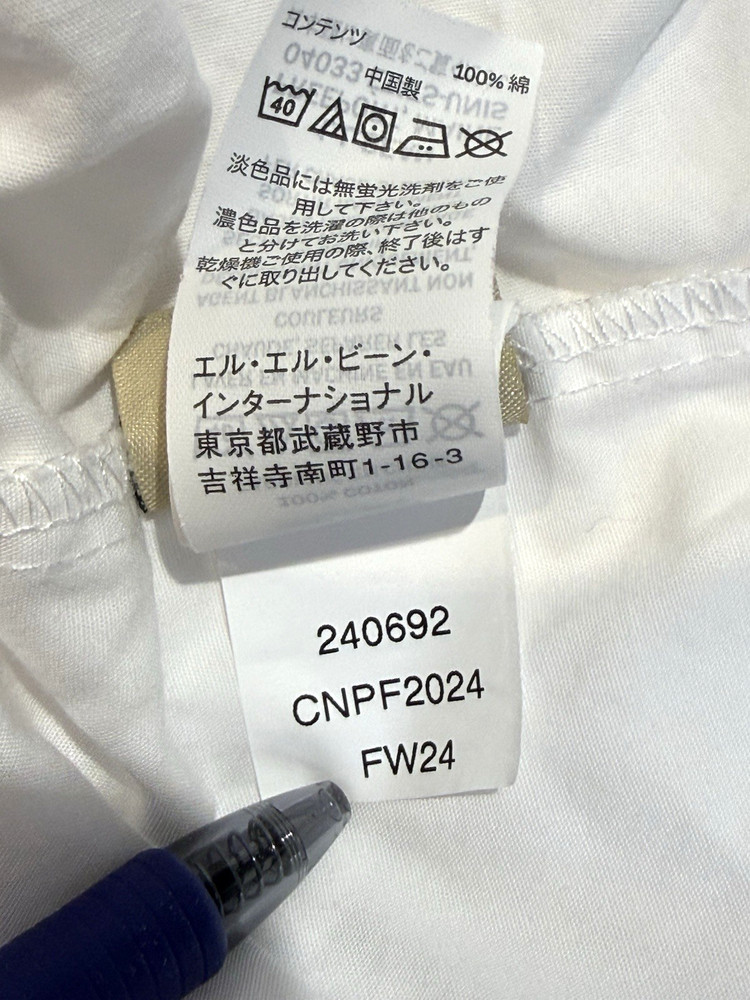 コンテンツ
100% 綿
中国製
40
淡色品には無蛍光洗剤をご使
用して下さい。
濃色品を洗濯の際は他のもの
と分けてお洗い下さい。
乾燥機ご使用の際、終了後はす
ぐに取り出してください。
エル・エル・ビーン・
インターナショナル
東京都武蔵野市
吉祥寺南町1-16-3
240692
CNPF2024
FW24